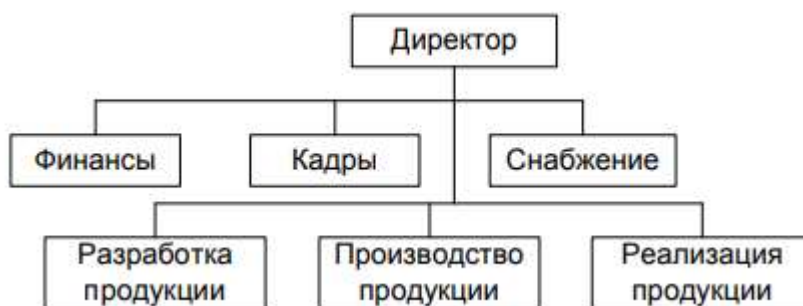 Директор
Финансы
Кадры
Снабжение
Разработка
продукции
Производство
продукции
Реализация
продукции